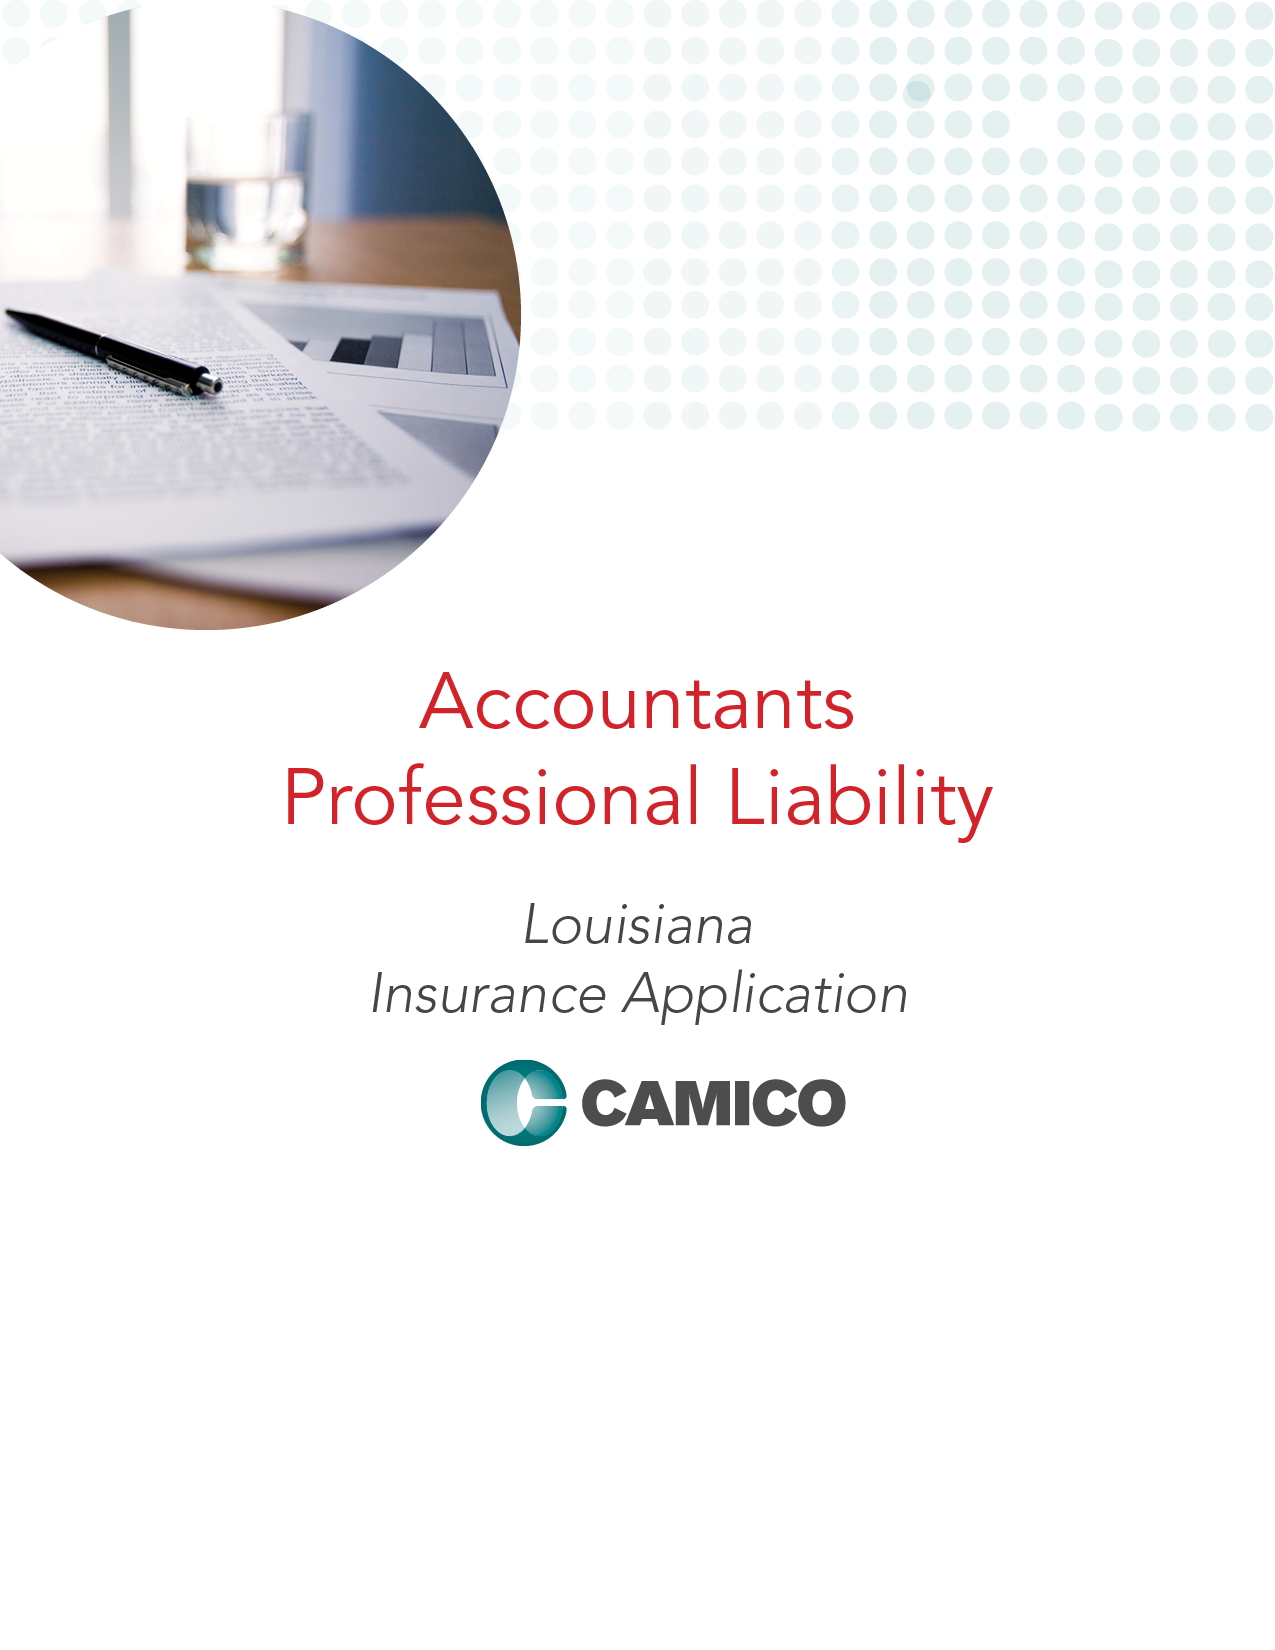 Accountants
Professional Liability
Louisiana
Insurance Application
CAMICO